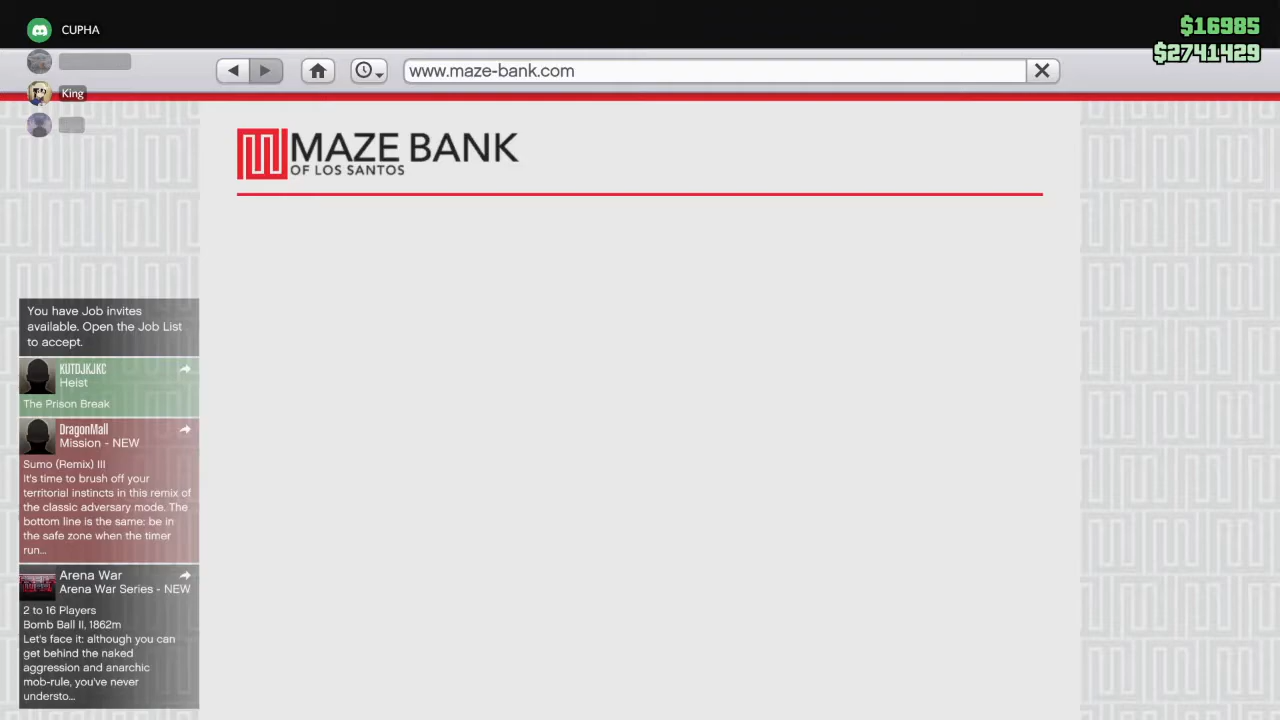 CUPHA
$16985
$2741429
www.maze-bank.com
King
MAZE BANK
OF LOS SANTOS
You have Job invites
available. Open the Job List
to accept.
KUTDJKJKC
Heist
The Prison Break
DragonMall
Mission - NEW
Sumo (Remix) III
It's time to brush off your
territorial instincts in this remix of
the classic adversary mode. The
bottom line is the same: be in
the safe zone when the timer
run...
Arena War
Arena War Series - NEW
2 to 16 Players
Bomb Ball II, 1862m
Let's face it: although you can
get behind the naked
aggression and anarchic
mob-rule, you've never
understo...